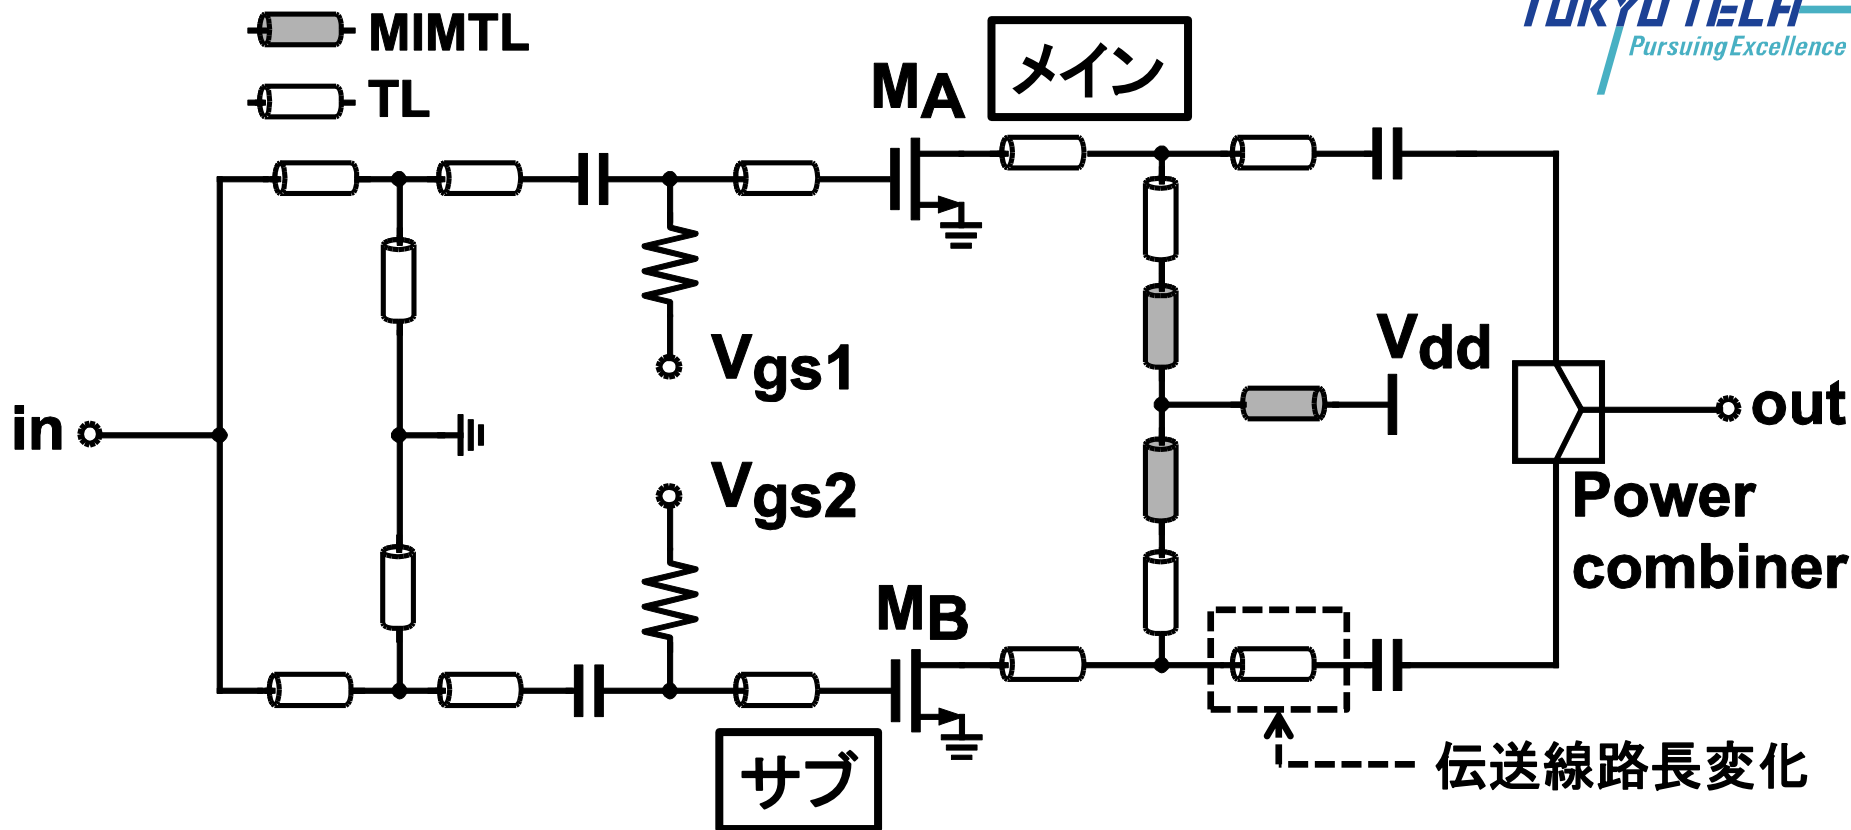 TOKYO TECH
Pursuing Excellence
MIMTL
TL
MA
メイン
Vgs1
Vdd
in
out
Vgs2
Power
combiner
MB
サブ
伝送線路長変化